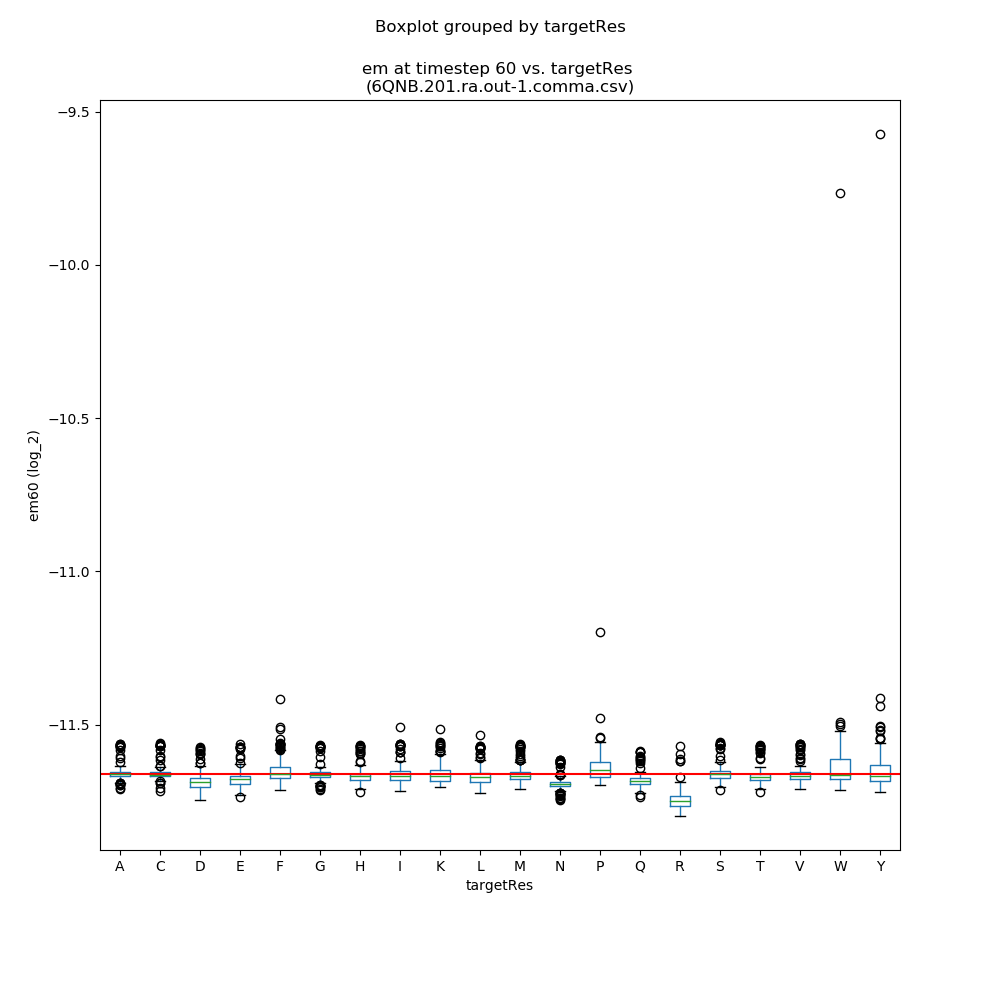 Boxplot grouped by targetRes
em at timestep 60 vs. targetRes
(6QNB.201.ra.out-1.comma.csv)
−9.5
−10.0
−10.5
−11.0
−11.5
em60 (log_2)
A C D E F G H I K L M N P Q R S T V W Y
targetRes